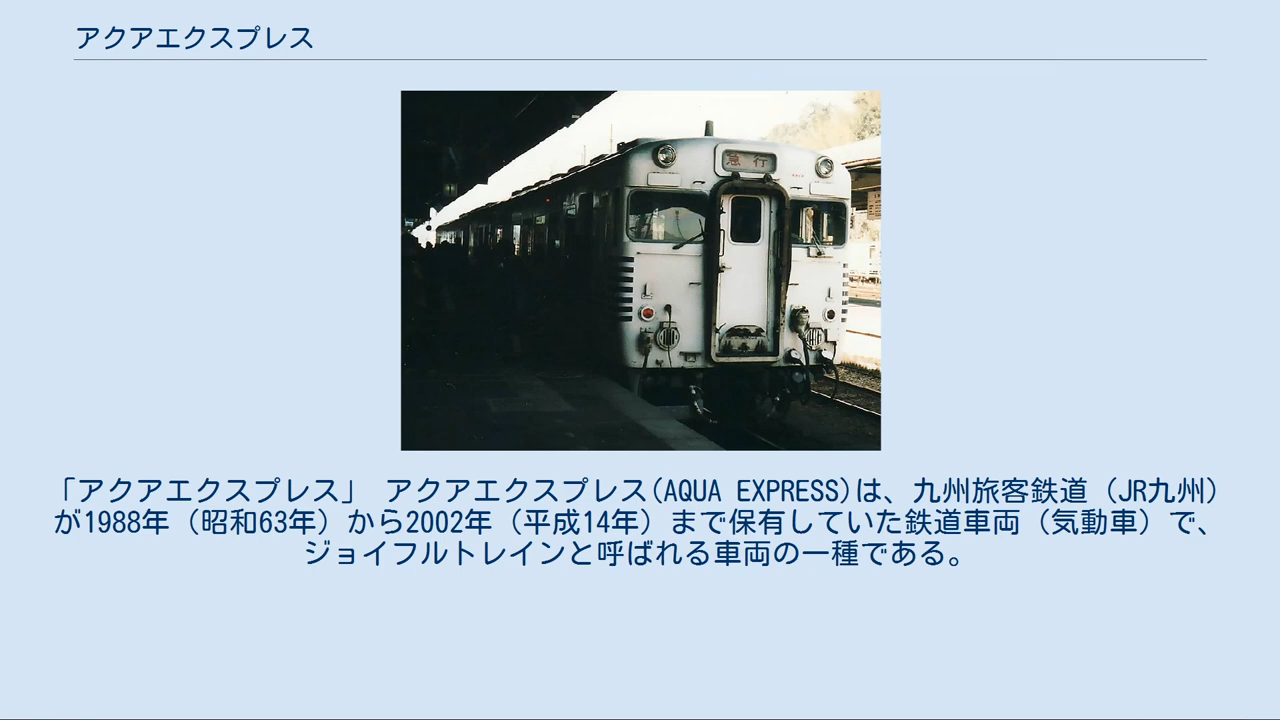 アクアエクスプレス
急行
「アクアエクスプレス」 アクアエクスプレス(AQUA EXPRESS)は、九州旅客鉄道（JR九州）
が1988年（昭和63年）から2002年（平成14年）まで保有していた鉄道車両（気動車）で、
ジョイフルトレインと呼ばれる車両の一種である。